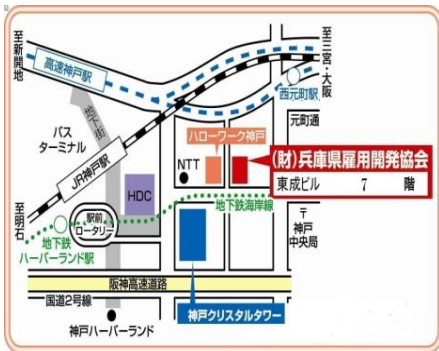 至新開地
高速神戸駅
至三宮・大阪
西元町駅
元町通
地下街
バス
ターミナル
ハローワーク神戸
JR神戸駅
NTT
(財)兵庫県雇用開発協会
東成ビル 7 階
HDC
地下鉄海岸線
至明石
駅前
ロータリー
地下鉄
ハーバーランド駅
〒
神戸
中央局
阪神高速道路
国道2号線
神戸クリスタルタワー
神戸ハーバーランド